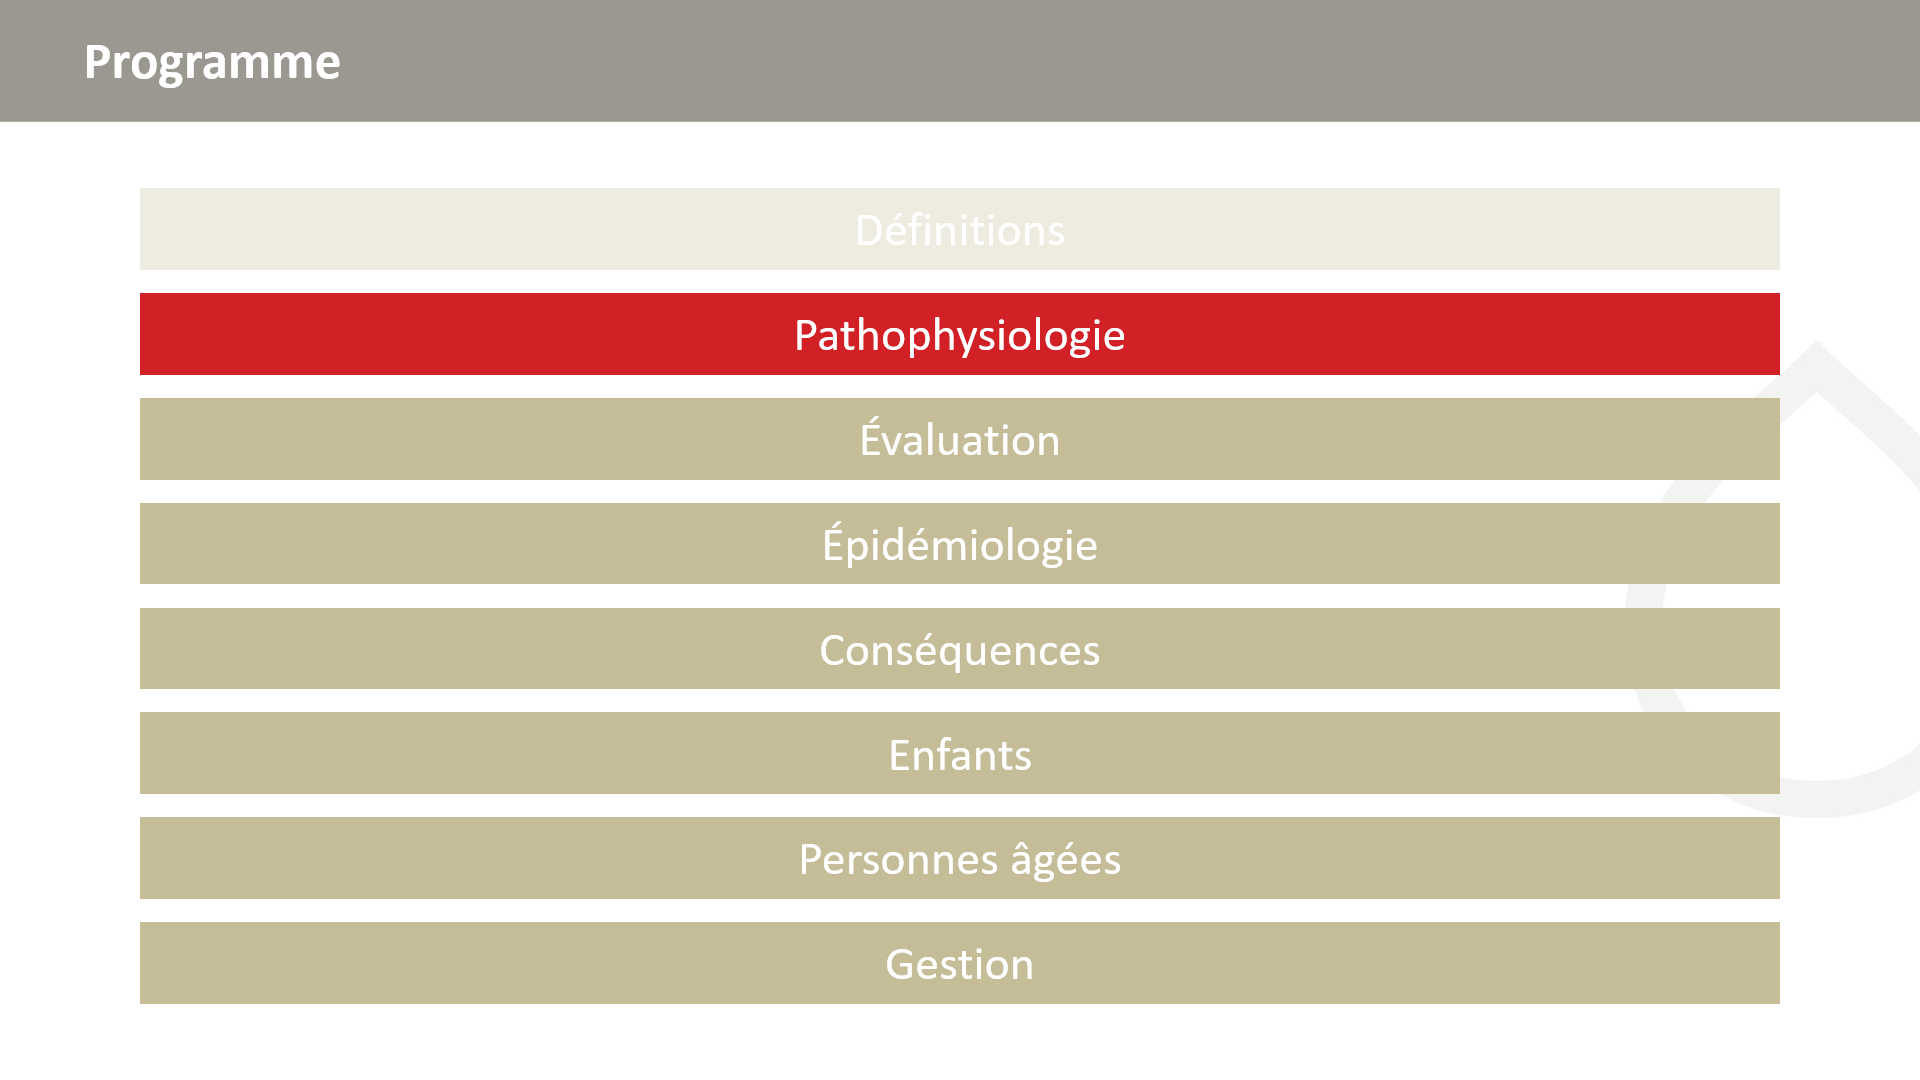 Programme
Définitions
Pathophysiologie
Évaluation
Épidémiologie
Conséquences
Enfants
Personnes âgées
Gestion